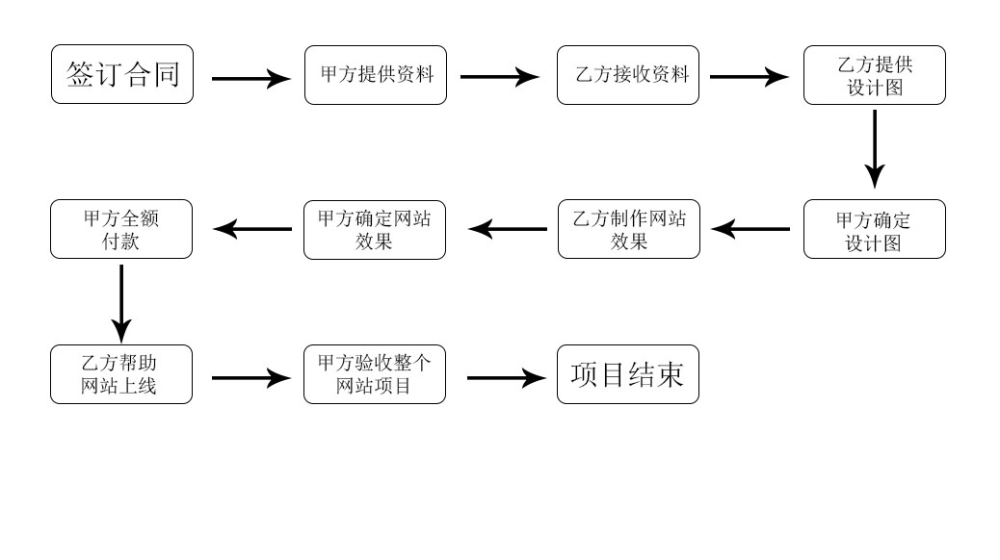 签订合同
甲方提供资料
乙方接收资料
乙方提供
设计图
甲方确定
设计图
乙方制作网站
效果
甲方确定网站
效果
甲方全额
付款
乙方帮助
网站上线
甲方验收整个
网站项目
项目结束